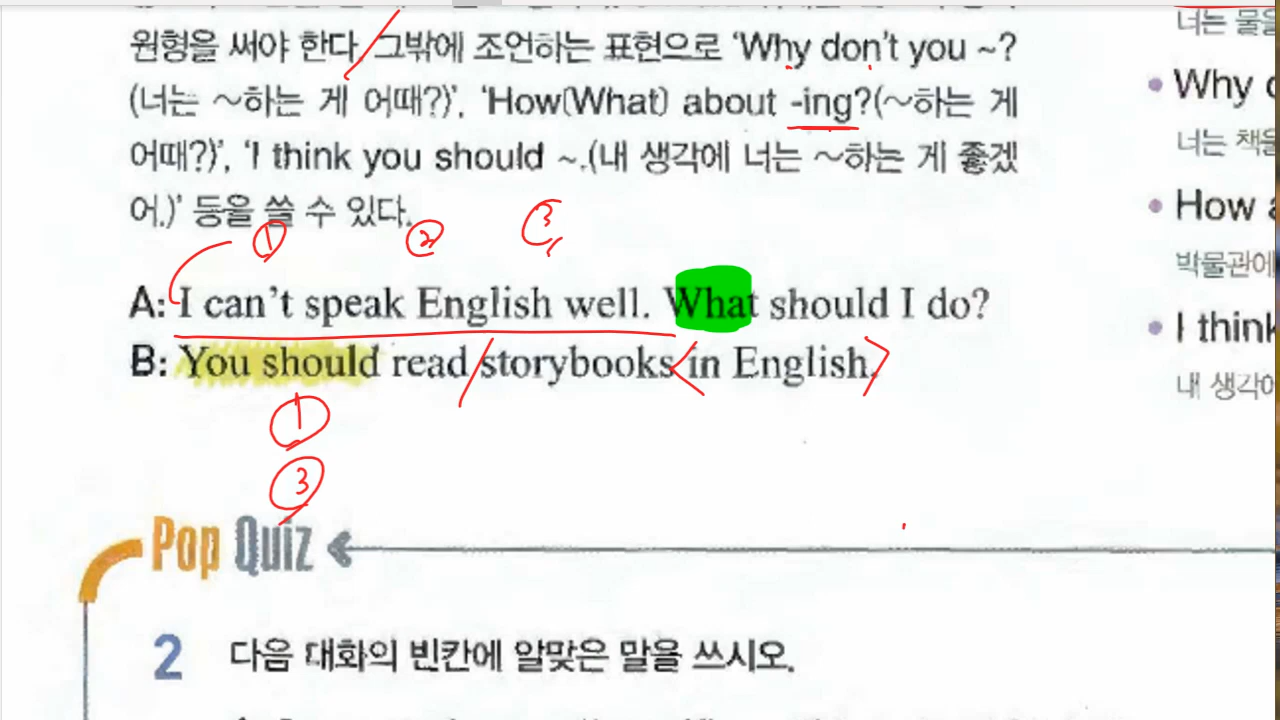 원형을 써야 한다. 그밖에 조언하는 표현으로 'Why don't you ~?
(너는 ~하는 게 어때?)', 'How(What) about -ing?(~하는 게
어때?)', 'I think you should ~.(내 생각에 너는 ~하는 게 좋겠
어.)' 등을 쓸 수 있다.
① ② ③
A: I can't speak English well. What should I do?
B: You should read storybooks in English.
①
③
Pop Quiz
2 다음 대화의 빈칸에 알맞은 말을 쓰시오.
너는
Why
너는
How
박물관에
I think
내 생각에